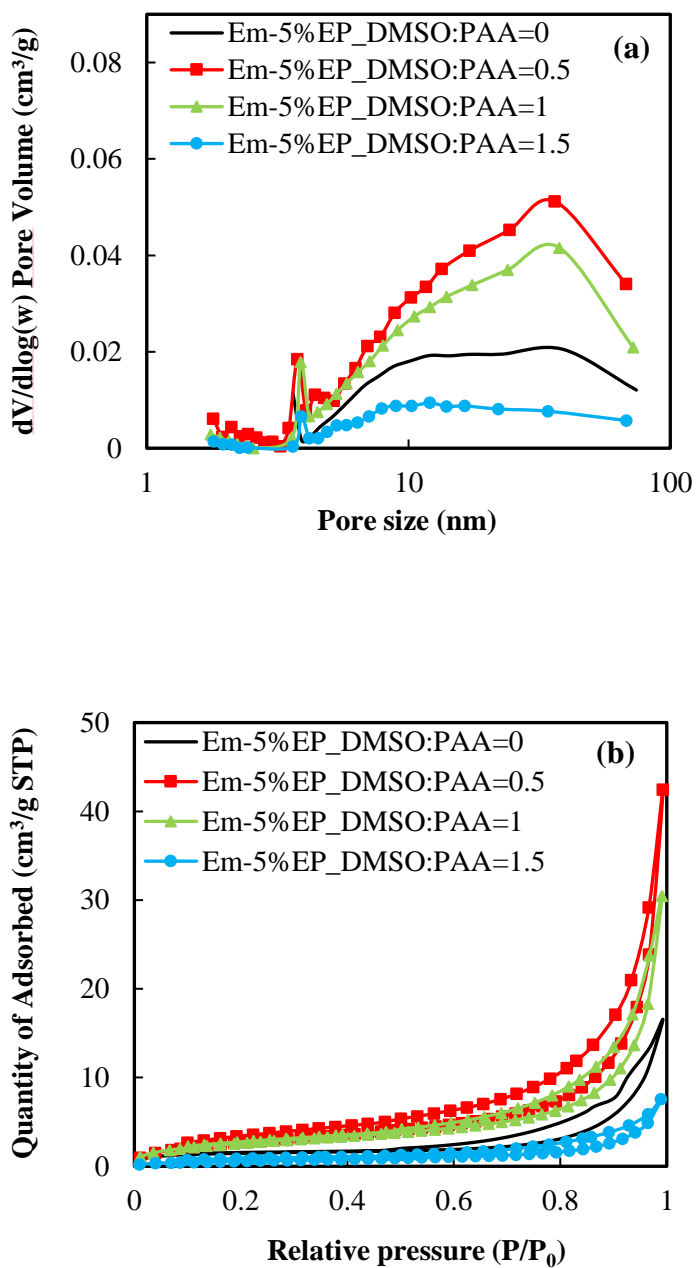 Em-5%EP_DMSO:PAA=0
(a)
Em-5%EP_DMSO:PAA=0.5
Em-5%EP_DMSO:PAA=1
Em-5%EP_DMSO:PAA=1.5
dV/dlog(w) Pore Volume (cm³/g)
0.08
0.06
0.04
0.02
0
1
10
100
Pore size (nm)
Em-5%EP_DMSO:PAA=0
(b)
Em-5%EP_DMSO:PAA=0.5
Em-5%EP_DMSO:PAA=1
Em-5%EP_DMSO:PAA=1.5
Quantity of Adsorbed (cm³/g STP)
50
40
30
20
10
0
0
0.2
0.4
0.6
0.8
1
Relative pressure (P/P₀)